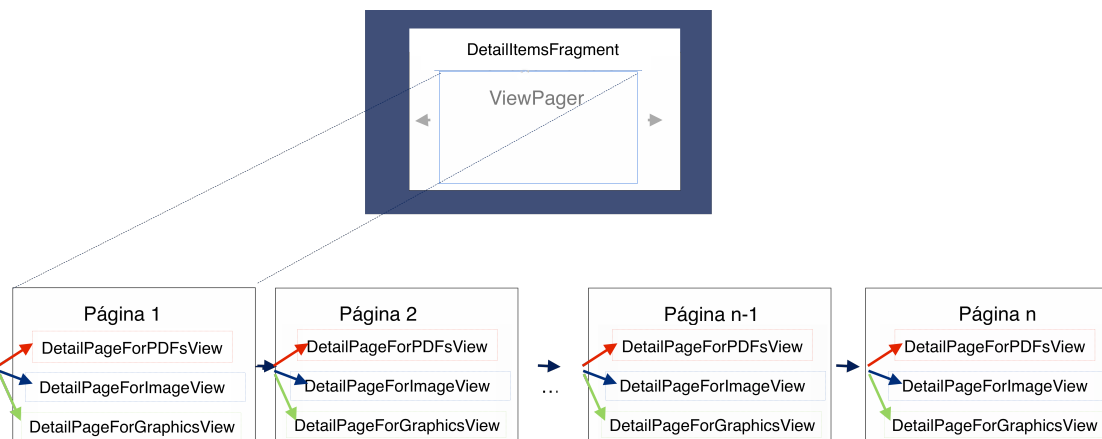 DetailItemsFragment
ViewPager
Página 1
DetailPageForPDFsView
DetailPageForImageView
DetailPageForGraphicsView
Página 2
DetailPageForPDFsView
DetailPageForImageView
DetailPageForGraphicsView
...
Página n-1
DetailPageForPDFsView
DetailPageForImageView
DetailPageForGraphicsView
Página n
DetailPageForPDFsView
DetailPageForImageView
DetailPageForGraphicsView